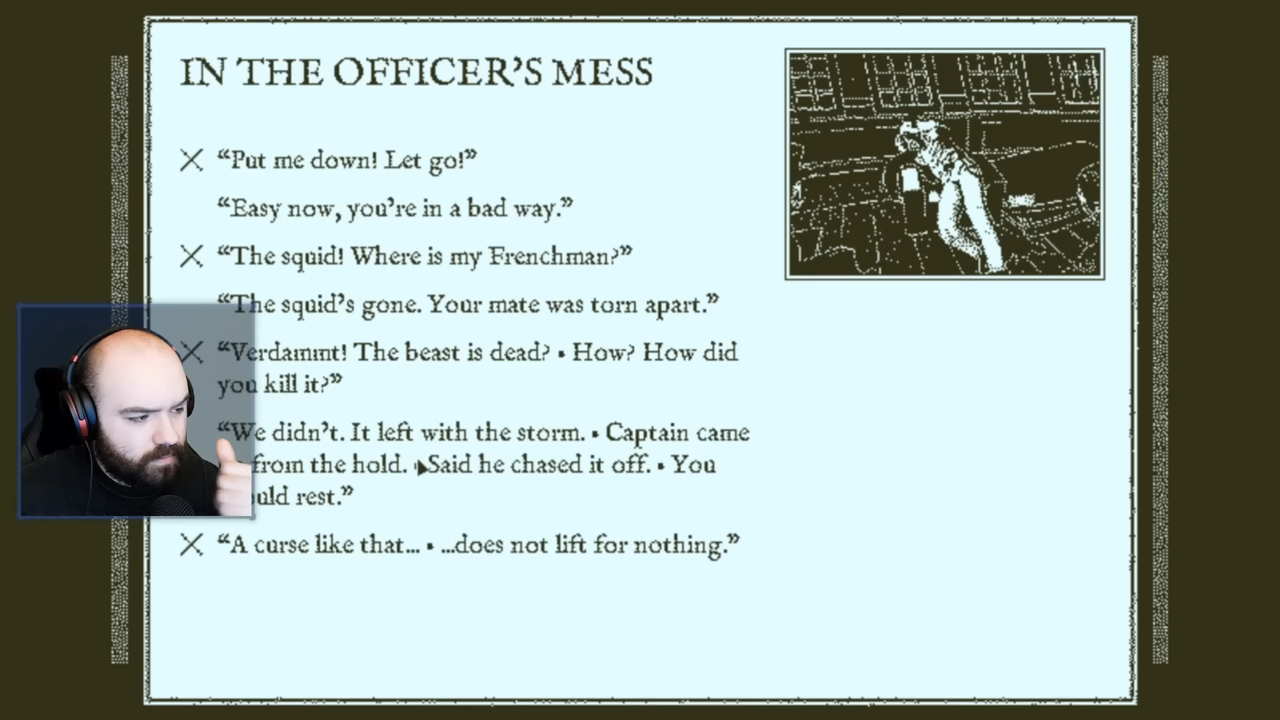 IN THE OFFICER'S MESS
"Put me down! Let go!"
"Easy now, you're in a bad way."
"The squid! Where is my Frenchman?"
"The squid's gone. Your mate was torn apart."
"Verdammt! The beast is dead? • How? How did
you kill it?"
"We didn't. It left with the storm. • Captain came
from the hold. • Said he chased it off. • You
rest."
"A curse like that... • ...does not lift for nothing."